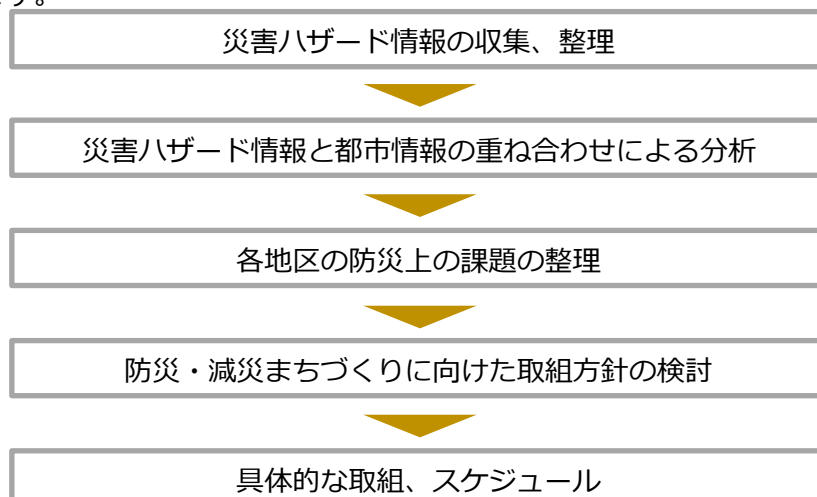 す。
災害ハザード情報の収集、整理
災害ハザード情報と都市情報の重ね合わせによる分析
各地区の防災上の課題の整理
防災・減災まちづくりに向けた取組方針の検討
具体的な取組、スケジュール